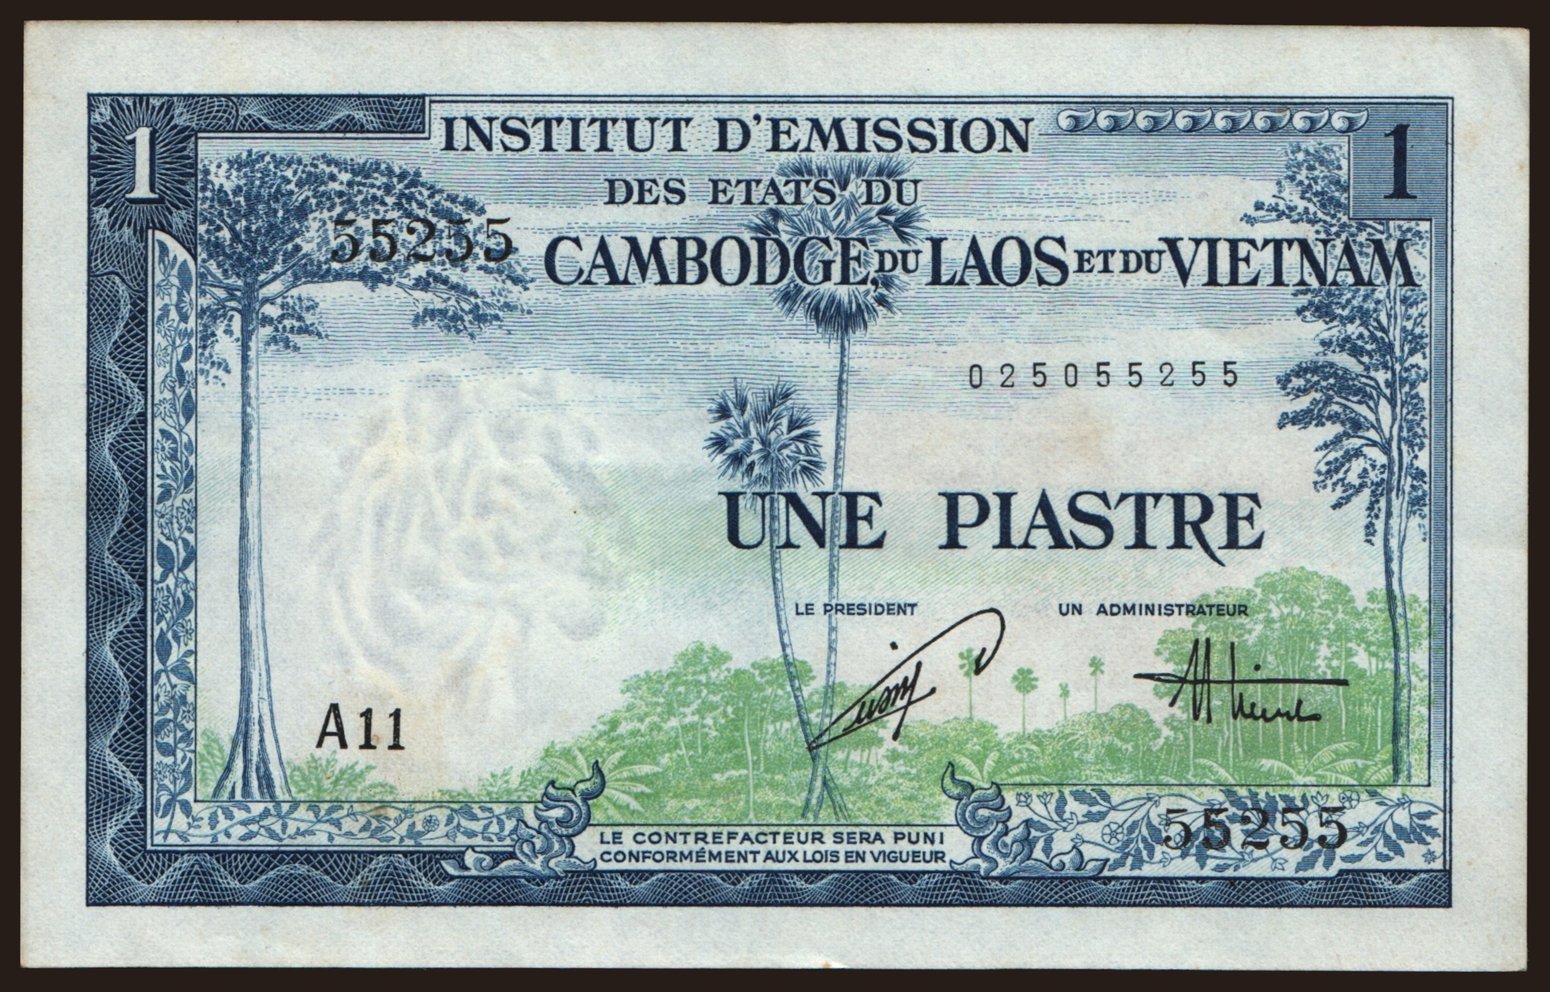 1
INSTITUT D'EMISSION
1
DES ETATS DU
55255
CAMBODGE, DU LAOS ET DU VIETNAM
025055255
UNE PIASTRE
LE PRESIDENT UN ADMINISTRATEUR
A11
55255
LE CONTREFACTEUR SERA PUNI
CONFORMÉMENT AUX LOIS EN VIGUEUR